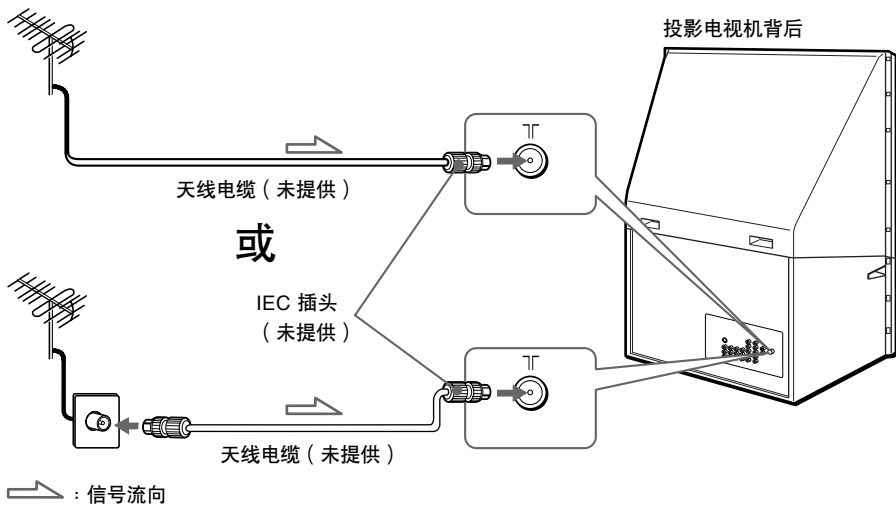 投影电视机背后
天线电缆（未提供）
或
IEC 插头
（未提供）
天线电缆（未提供）
：信号流向